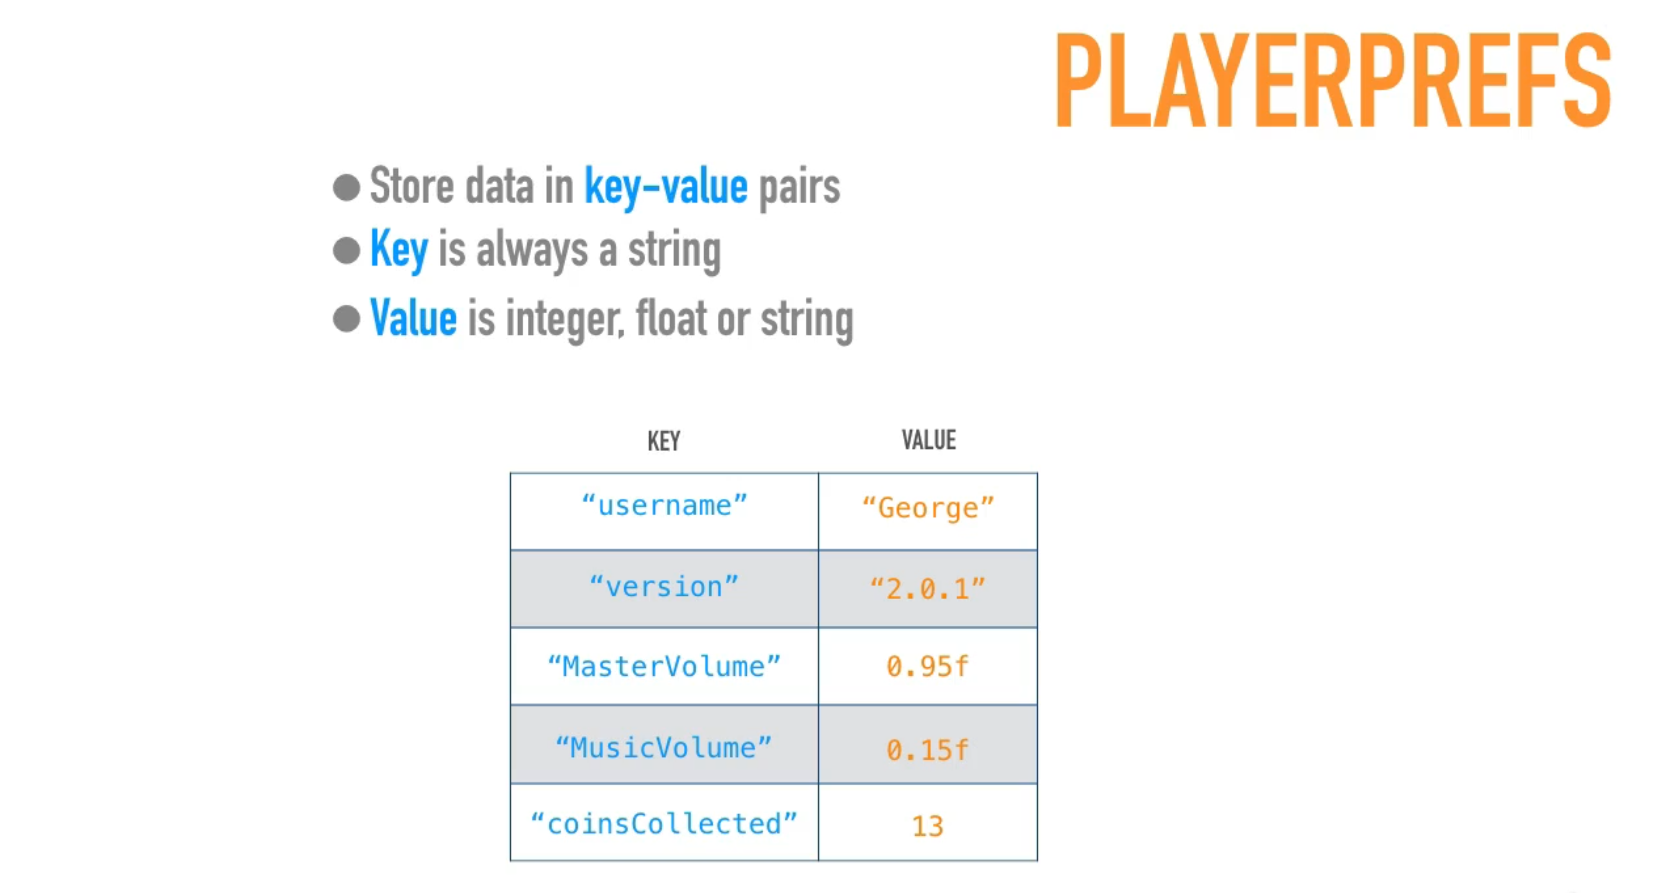 PLAYERPREFS
● Store data in key-value pairs
● Key is always a string
● Value is integer, float or string
KEY VALUE
“username” “George”
“version” “2.0.1”
“MasterVolume” 0.95f
“MusicVolume” 0.15f
“coinsCollected” 13